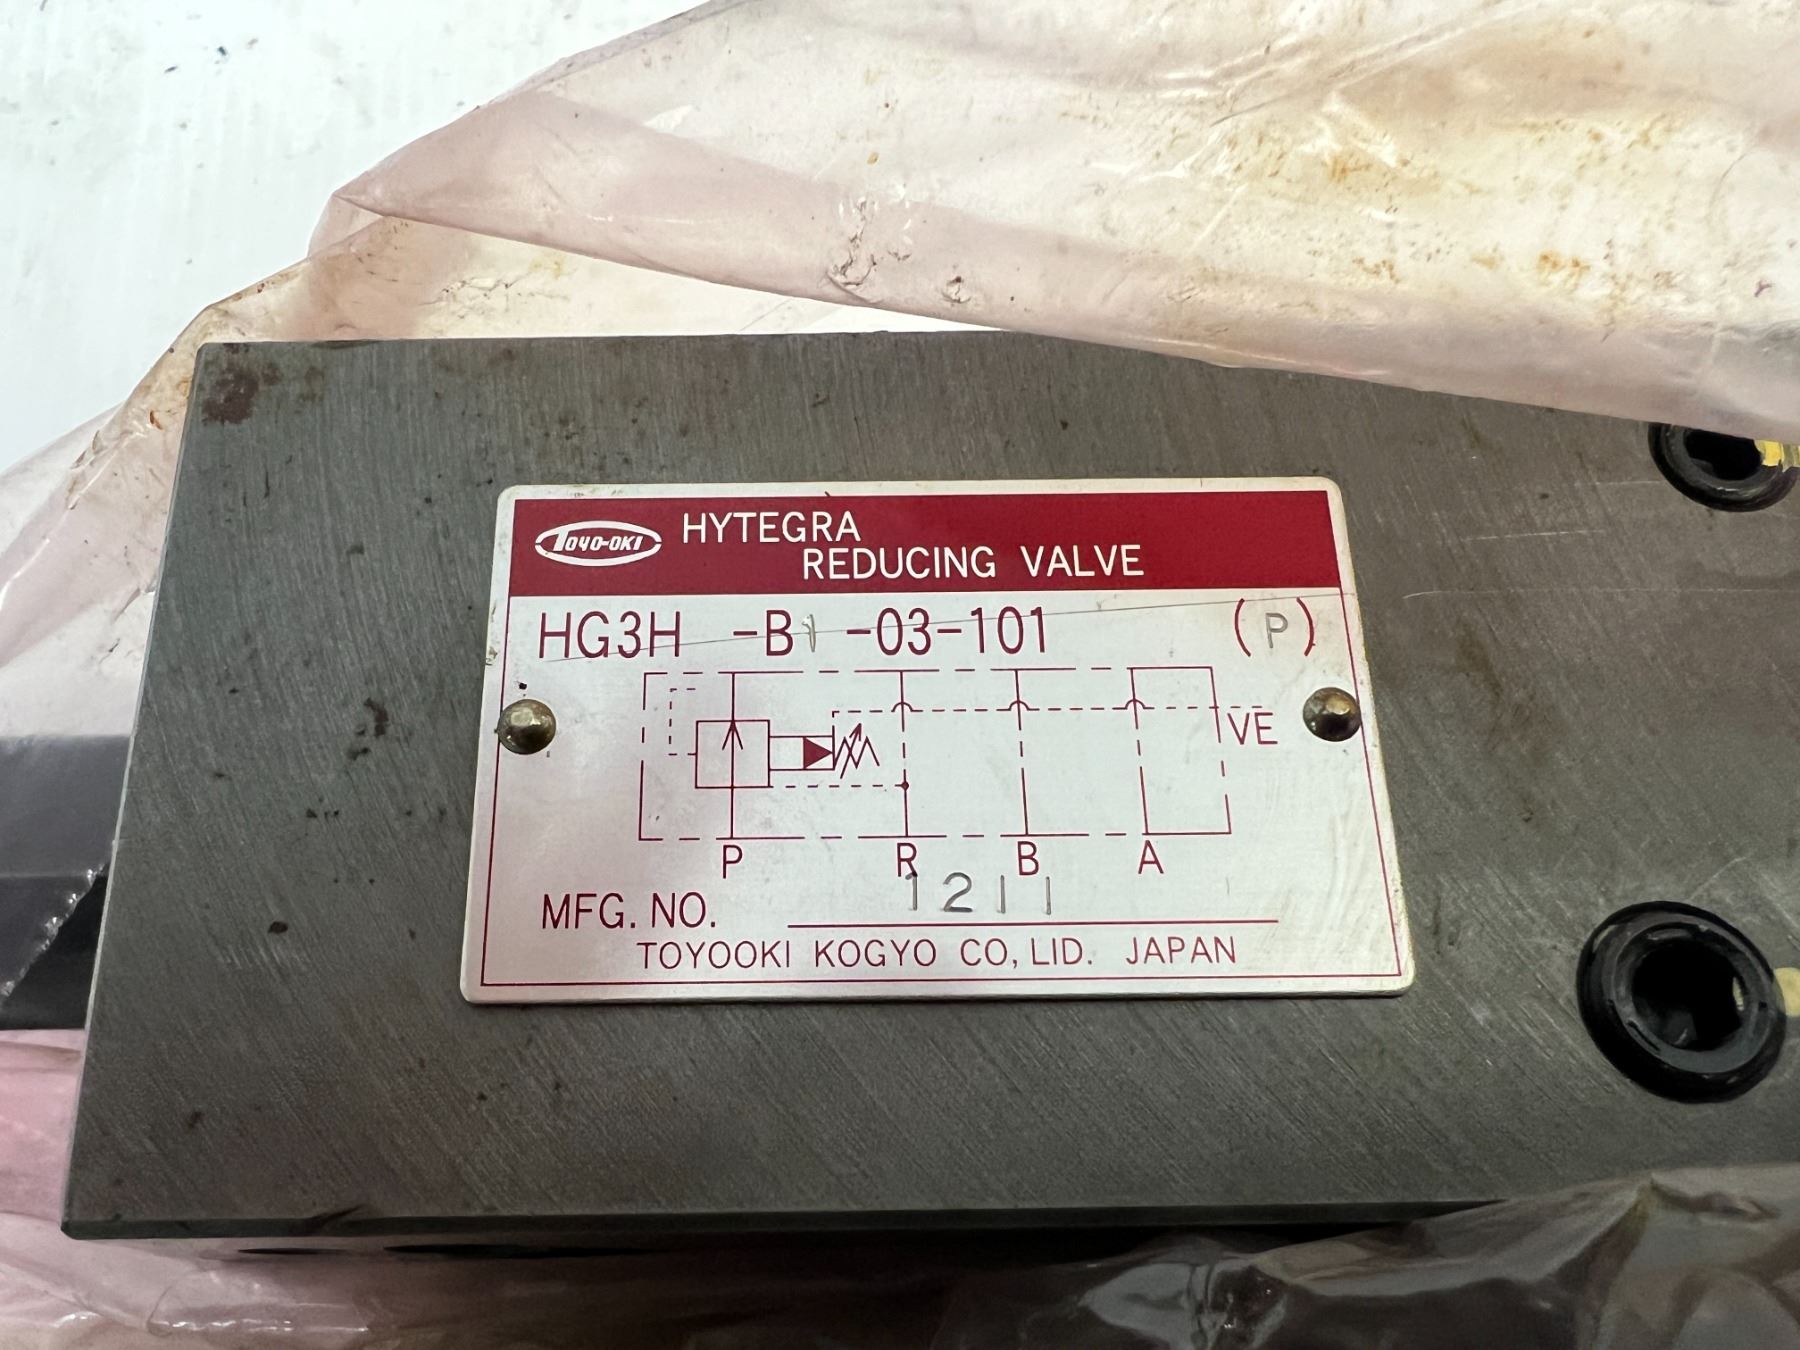 TOYO-OKI HYTEGRA
REDUCING VALVE
HG3H -B1 -03-101 (P)
VE
P R B A
MFG. NO. 1211
TOYOOKI KOGYO CO, LID. JAPAN